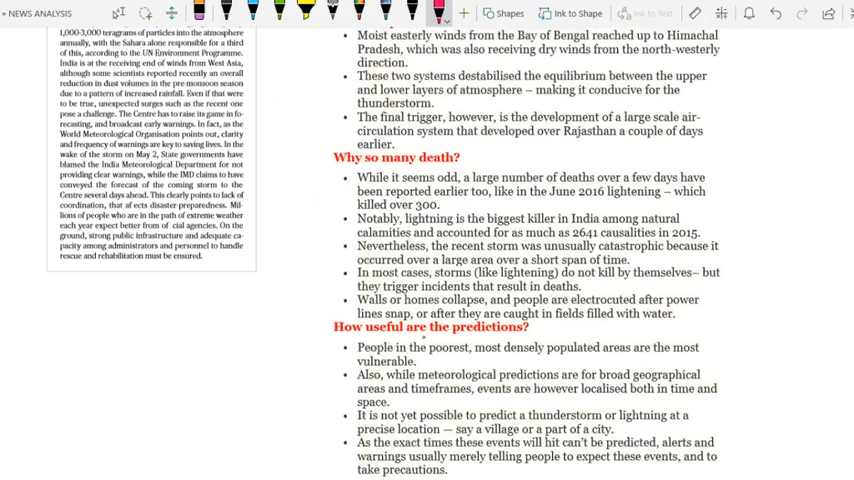 » NEWS ANALYSIS
Shapes
Ink to Shape
Ink to Text
1,000-3,000 teragrams of particles into the atmosphere
annually, with the Sahara alone responsible for a third
of this, according to the UN Environment Programme.
India is at the receiving end of winds from West Asia,
although some scientists reported recently an overall
reduction in dust volumes in the pre-monsoon season
due to a pattern of increased rainfall. Even if that were
to be true, unexpected surges such as the recent one
pose a challenge. The Centre has to raise its game in fo-
recasting, and broadcast early warnings. In fact, as the
World Meteorological Organisation points out, clarity
and frequency of warnings are key to saving lives. In the
wake of the storm on May 2, State governments have
blamed the India Meteorological Department for not
providing clear warnings, while the IMD claims to have
conveyed the forecast of the coming storm to the
Centre several days ahead. This clearly points to lack of
coordination, that af ects disaster-preparedness. Mil-
lions of people who are in the path of extreme weather
each year expect better from of cial agencies. On the
ground, strong public infrastructure and adequate ca-
pacity among administrators and personnel to handle
rescue and rehabilitation must be ensured.
• Moist easterly winds from the Bay of Bengal reached up to Himachal
Pradesh, which was also receiving dry winds from the north-westerly
direction.
• These two systems destabilised the equilibrium between the upper
and lower layers of atmosphere – making it conducive for the
thunderstorm.
• The final trigger, however, is the development of a large scale air-
circulation system that developed over Rajasthan a couple of days
earlier.
Why so many death?
• While it seems odd, a large number of deaths over a few days have
been reported earlier too, like in the June 2016 lightening – which
killed over 300.
• Notably, lightning is the biggest killer in India among natural
calamities and accounted for as much as 2641 causalities in 2015.
• Nevertheless, the recent storm was unusually catastrophic because it
occurred over a large area over a short span of time.
• In most cases, storms (like lightening) do not kill by themselves– but
they trigger incidents that result in deaths.
• Walls or homes collapse, and people are electrocuted after power
lines snap, or after they are caught in fields filled with water.
How useful are the predictions?
• People in the poorest, most densely populated areas are the most
vulnerable.
• Also, while meteorological predictions are for broad geographical
areas and timeframes, events are however localised both in time and
space.
• It is not yet possible to predict a thunderstorm or lightning at a
precise location — say a village or a part of a city.
• As the exact times these events will hit can't be predicted, alerts and
warnings usually merely telling people to expect these events, and to
take precautions.